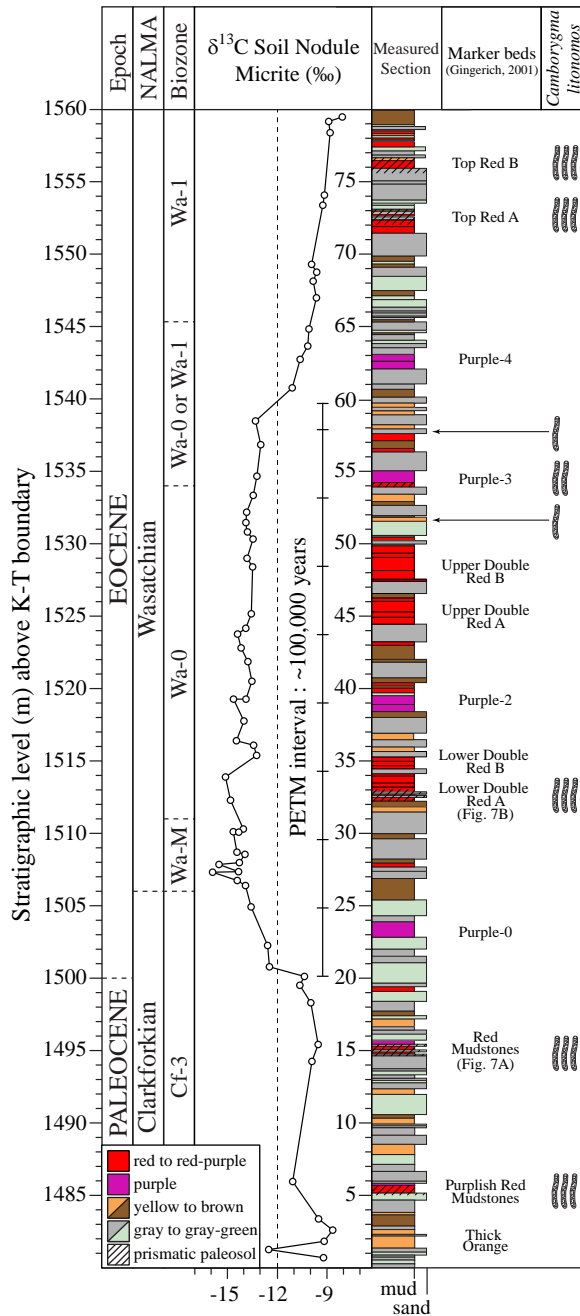 Epoch
NALMA
Biozone
δ13C Soil Nodule
Micrite (‰)
Measured
Section
Marker beds
(Gingerich, 2001)
Camborygma
litonomos
Stratigraphic level (m) above K-T boundary
1560
1555
1550
1545
1540
1535
1530
1525
1520
1515
1510
1505
1500
1495
1490
1485
EOCENE
PALEOCENE
Wasatchian
Clarkforkian
Wa-1
Wa-0 or Wa-1
Wa-0
Wa-M
Cf-3
PETM interval : ~100,000 years
75
70
65
60
55
50
45
40
35
30
25
20
15
10
5
Top Red B
Top Red A
Purple-4
Purple-3
Upper Double
Red B
Upper Double
Red A
Purple-2
Lower Double
Red B
Lower Double
Red A
(Fig. 7B)
Purple-0
Red
Mudstones
(Fig. 7A)
Purplish Red
Mudstones
Thick
Orange
red to red-purple
purple
yellow to brown
gray to gray-green
prismatic paleosol
-15
-12
-9
mud
sand